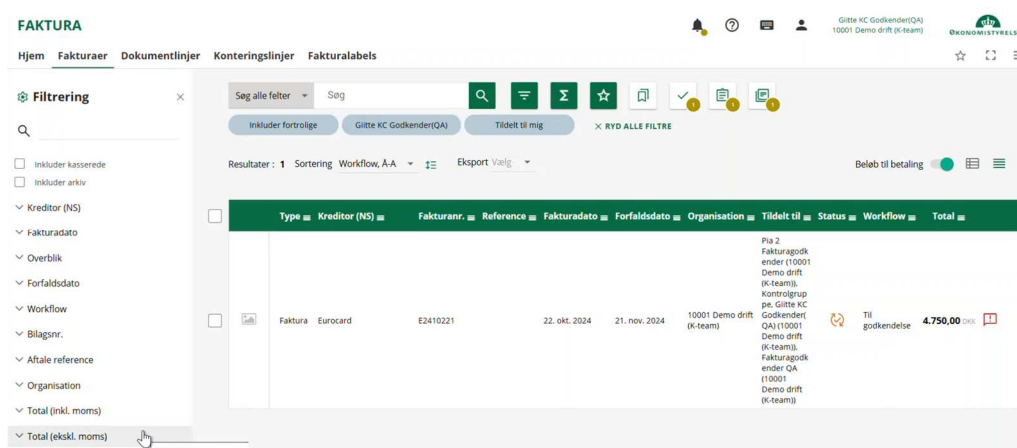 FAKTURA
Giitte KC Godkender(QA)
10001 Demo drift (K-team)
ØKONOMISTYRELS
Hjem Fakturaer Dokumentlinjer Konteringslinjer Fakturalabels
Filtrering
Inkluder kasserede
Inkluder arkiv
Kreditor (NS)
Fakturadato
Overblik
Forfaldsdato
Workflow
Bilagsnr.
Aftale reference
Organisation
Total (inkl. moms)
Total (ekskl. moms)
Søg alle felter Søg
1 1 1
Inkluder fortrolige Giitte KC Godkender(QA) Tildelt til mig × RYD ALLE FILTRE
Resultater : 1 Sortering Workflow, Å-A Eksport Vælg Beløb til betaling
Type Kreditor (NS) Fakturanr. Reference Fakturadato Forfaldsdato Organisation Tildelt til Status Workflow Total
Faktura Eurocard E2410221 22. okt. 2024 21. nov. 2024
10001 Demo drift
(K-team)
Pia 2
Fakturagodk
ender (10001
Demo drift
(K-team)),
Kontrolgrup
pe, Giitte KC
Godkender(
QA) (10001
Demo drift
(K-team)),
Fakturagodk
ender QA
(10001
Demo drift
(K-team))
Til
godkendelse
4.750,00 DKK